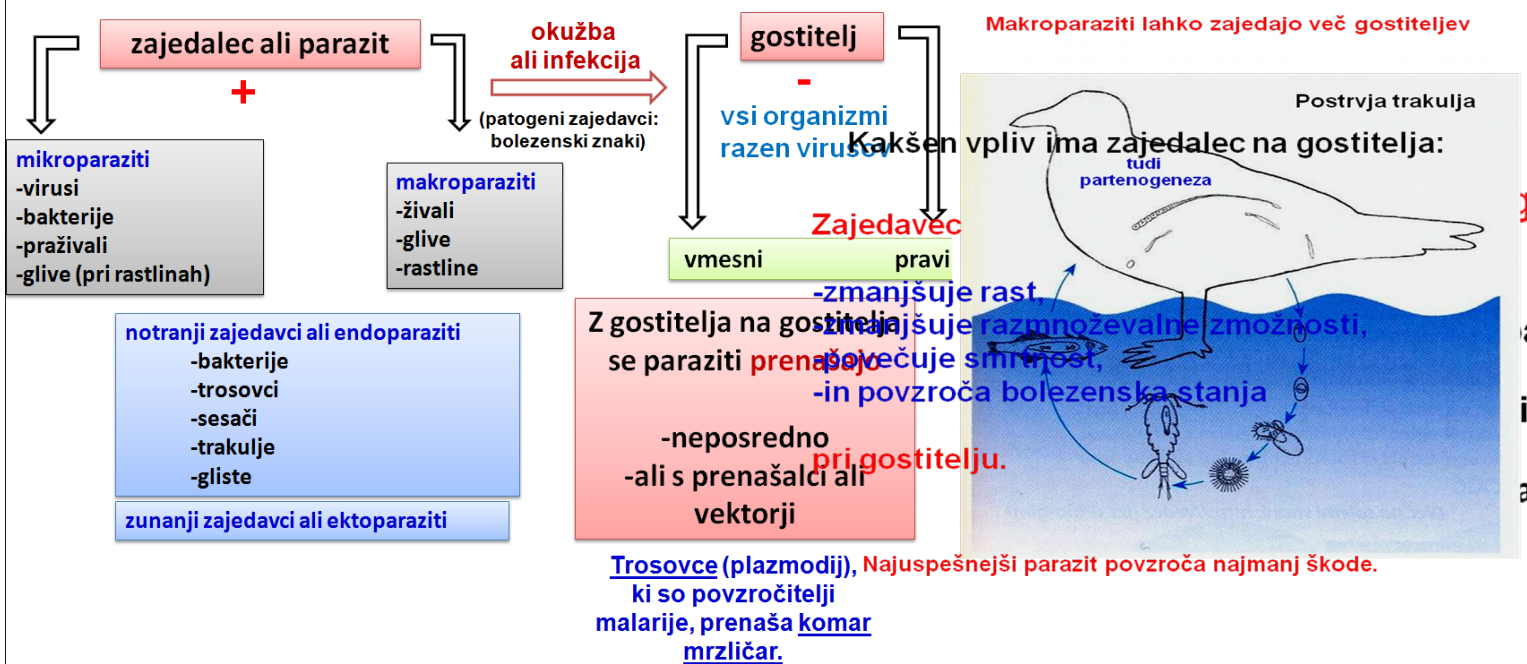 zajedalec ali parazit
+
okužba
ali infekcija
(patogeni zajedavci:
bolezenski znaki)
gostitelj
-
vsi organizmi
razen virusov
mikroparaziti
-virusi
-bakterije
-praživali
-glive (pri rastlinah)
makroparaziti
-živali
-glive
-rastline
vmesni
pravi
notranji zajedavci ali endoparaziti
-bakterije
-trosovci
-sesači
-trakulje
-gliste
zunanji zajedavci ali ektoparaziti
Z gostitelja na gostitelja
se paraziti prenašajo
-neposredno
-ali s prenašalci ali
vektorji
Trosovce (plazmodij),
ki so povzročitelji
malarije, prenaša komar
mrzličar.
Makroparaziti lahko zajedajo več gostiteljev
Postrvja trakulja
Kakšen vpliv ima zajedalec na gostitelja:
tudi
partenogeneza
Zajedavec
-zmanjšuje rast,
-zmanjšuje razmnoževalne zmožnosti,
-povečuje smrtnost,
-in povzroča bolezenska stanja
pri gostitelju.
Najuspešnejši parazit povzroča najmanj škode.